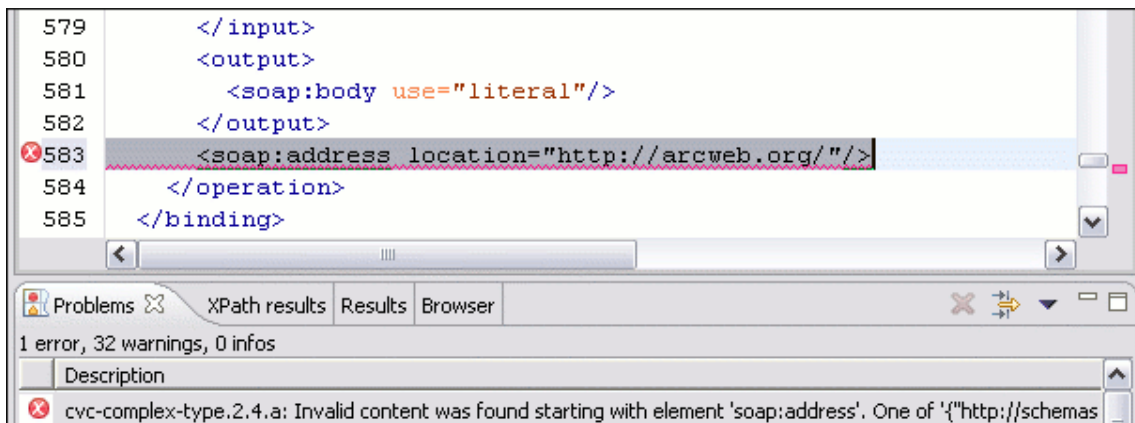 579 </input>
580 <output>
581 <soap:body use="literal"/>
582 </output>
583 <soap:address location="http://arcweb.org/"/>
584 </operation>
585 </binding>
Problems XPath results Results Browser
1 error, 32 warnings, 0 infos
Description
cvc-complex-type.2.4.a: Invalid content was found starting with element 'soap:address'. One of '{"http://schemas